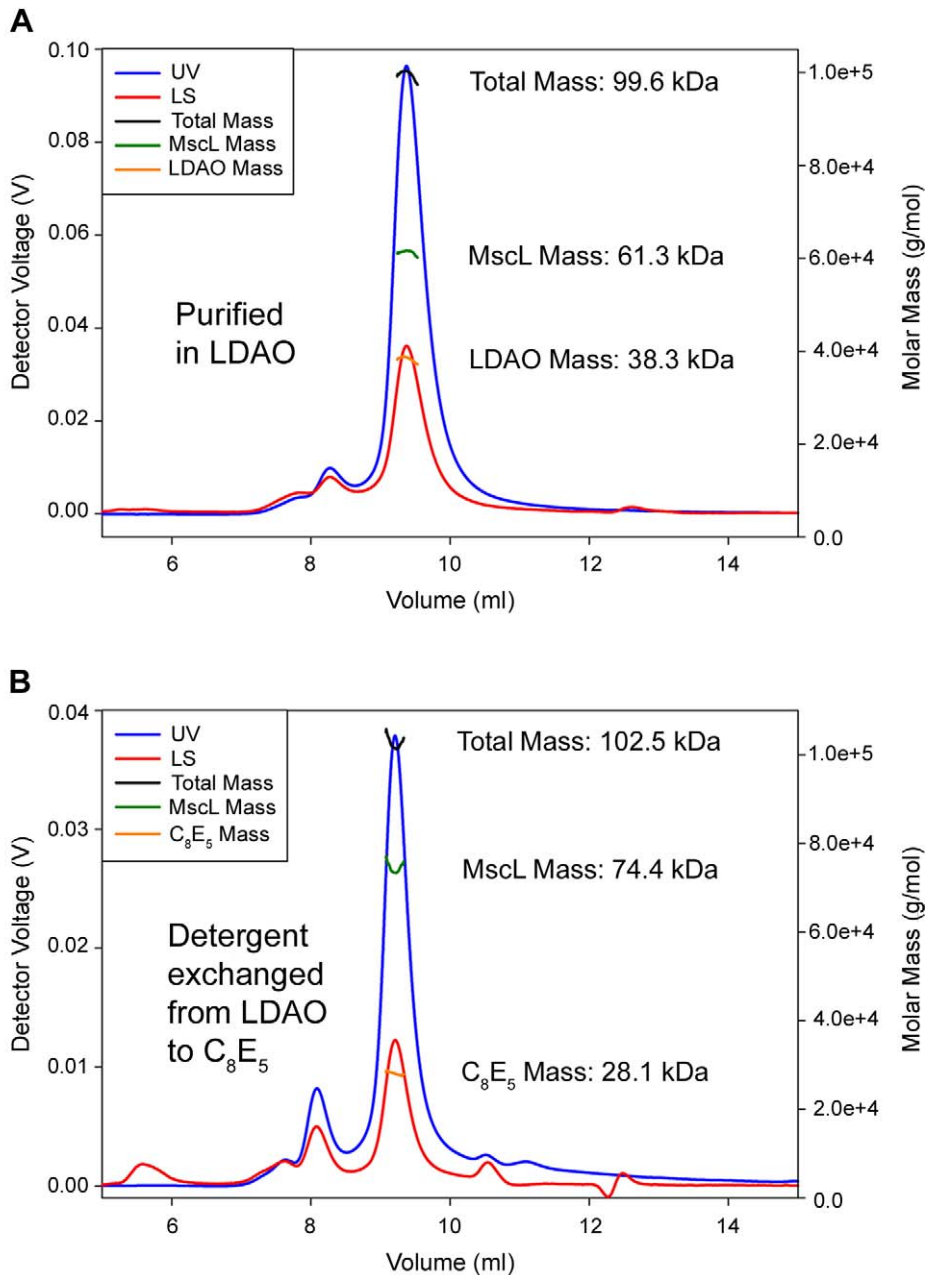 A
0.10
0.08
0.06
0.04
0.02
0.00
Detector Voltage (V)
UV
LS
Total Mass
MscL Mass
LDAO Mass
Total Mass: 99.6 kDa
MscL Mass: 61.3 kDa
LDAO Mass: 38.3 kDa
Purified
in LDAO
1.0e+5
8.0e+4
6.0e+4
4.0e+4
2.0e+4
0.0
Molar Mass (g/mol)
6 8 10 12 14
Volume (ml)
B
0.04
0.03
0.02
0.01
0.00
Detector Voltage (V)
UV
LS
Total Mass
MscL Mass
C₈E₅ Mass
Total Mass: 102.5 kDa
MscL Mass: 74.4 kDa
C₈E₅ Mass: 28.1 kDa
Detergent
exchanged
from LDAO
to C₈E₅
1.0e+5
8.0e+4
6.0e+4
4.0e+4
2.0e+4
0.0
Molar Mass (g/mol)
6 8 10 12 14
Volume (ml)